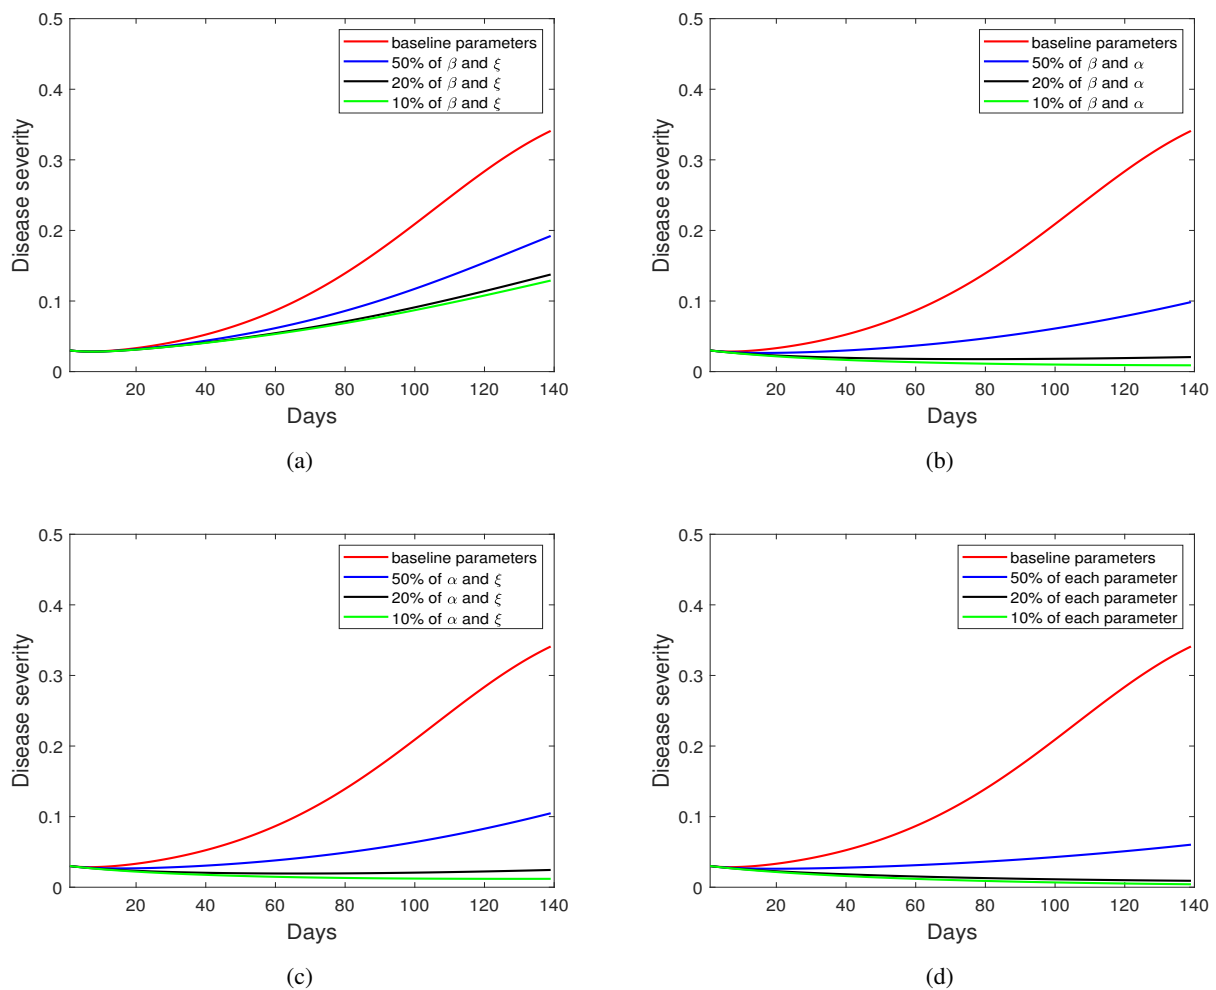 0.5
0.4
0.3
0.2
0.1
0
Disease severity
baseline parameters
50% of β and ξ
20% of β and ξ
10% of β and ξ
20 40 60 80 100 120 140
Days
(a)
0.5
0.4
0.3
0.2
0.1
0
Disease severity
baseline parameters
50% of β and α
20% of β and α
10% of β and α
20 40 60 80 100 120 140
Days
(b)
0.5
0.4
0.3
0.2
0.1
0
Disease severity
baseline parameters
50% of α and ξ
20% of α and ξ
10% of α and ξ
20 40 60 80 100 120 140
Days
(c)
0.5
0.4
0.3
0.2
0.1
0
Disease severity
baseline parameters
50% of each parameter
20% of each parameter
10% of each parameter
20 40 60 80 100 120 140
Days
(d)